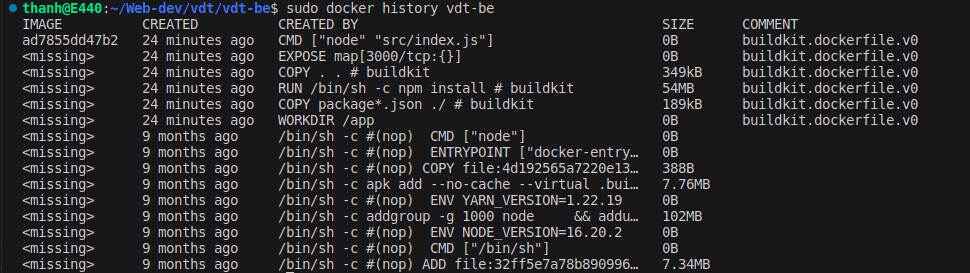 thanh@E440:~/Web-dev/vdt/vdt-be$ sudo docker history vdt-be
IMAGE CREATED CREATED BY SIZE COMMENT
ad7855dd47b2 24 minutes ago CMD ["node" "src/index.js"] 0B buildkit.dockerfile.v0
<missing> 24 minutes ago EXPOSE map[3000/tcp:{}] 0B buildkit.dockerfile.v0
<missing> 24 minutes ago COPY . . # buildkit 349kB buildkit.dockerfile.v0
<missing> 24 minutes ago RUN /bin/sh -c npm install # buildkit 54MB buildkit.dockerfile.v0
<missing> 24 minutes ago COPY package*.json ./ # buildkit 189kB buildkit.dockerfile.v0
<missing> 24 minutes ago WORKDIR /app 0B buildkit.dockerfile.v0
<missing> 9 months ago /bin/sh -c #(nop) CMD ["node"] 0B
<missing> 9 months ago /bin/sh -c #(nop) ENTRYPOINT ["docker-entry… 0B
<missing> 9 months ago /bin/sh -c #(nop) COPY file:4d192565a7220e13… 388B
<missing> 9 months ago /bin/sh -c apk add --no-cache --virtual .bui… 7.76MB
<missing> 9 months ago /bin/sh -c #(nop) ENV YARN_VERSION=1.22.19 0B
<missing> 9 months ago /bin/sh -c addgroup -g 1000 node && addu… 102MB
<missing> 9 months ago /bin/sh -c #(nop) ENV NODE_VERSION=16.20.2 0B
<missing> 9 months ago /bin/sh -c #(nop) CMD ["/bin/sh"] 0B
<missing> 9 months ago /bin/sh -c #(nop) ADD file:32ff5e7a78b890996… 7.34MB